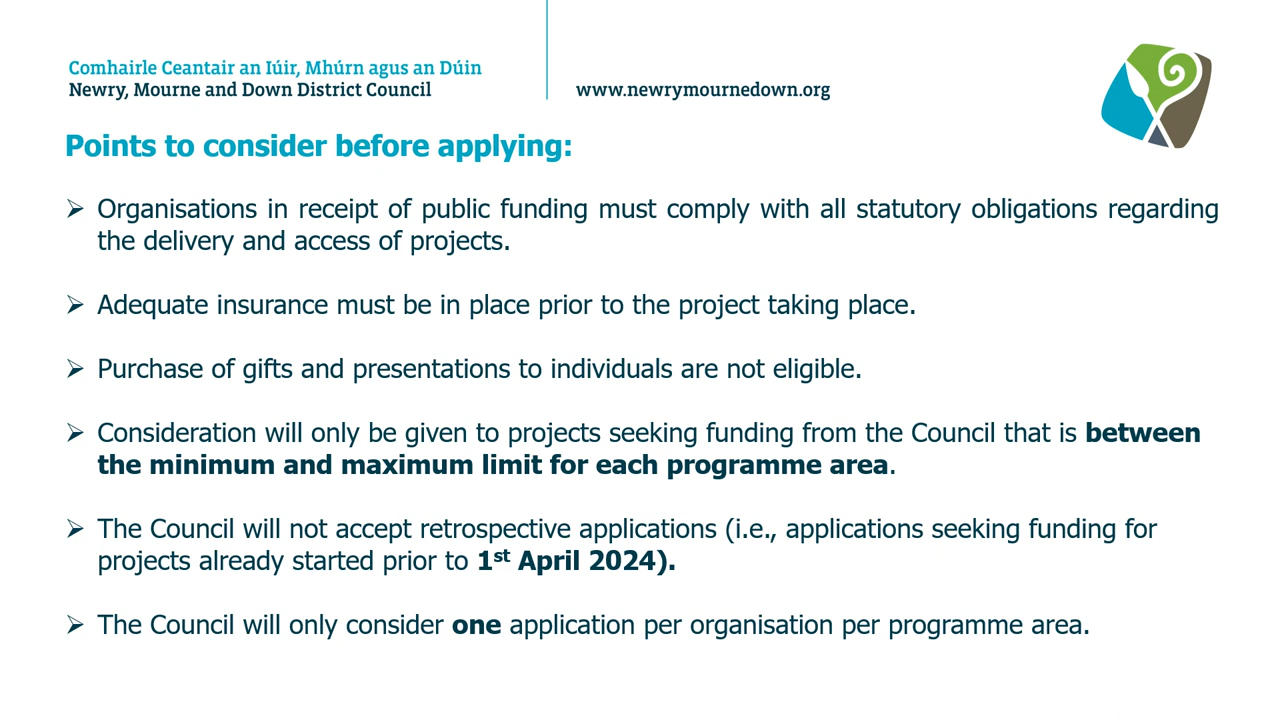 Comhairle Ceantair an Iúir, Mhúrn agus an Dúin
Newry, Mourne and Down District Council
www.newrymournedown.org
Points to consider before applying:
➢ Organisations in receipt of public funding must comply with all statutory obligations regarding
the delivery and access of projects.
➢ Adequate insurance must be in place prior to the project taking place.
➢ Purchase of gifts and presentations to individuals are not eligible.
➢ Consideration will only be given to projects seeking funding from the Council that is between
the minimum and maximum limit for each programme area.
➢ The Council will not accept retrospective applications (i.e., applications seeking funding for
projects already started prior to 1st April 2024).
➢ The Council will only consider one application per organisation per programme area.